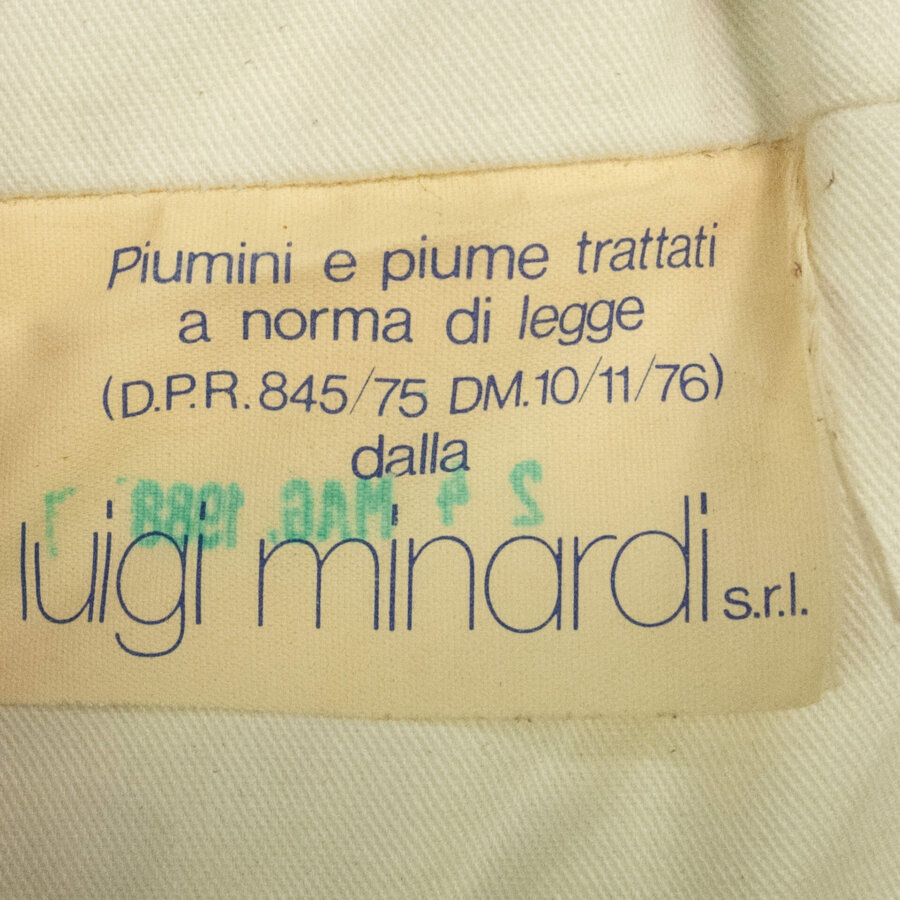 Piumini e piume trattati
a norma di legge
(D.P.R. 845/75 DM. 10/11/76)
dalla
24 MAG. 1988
luigi minardi s.r.l.